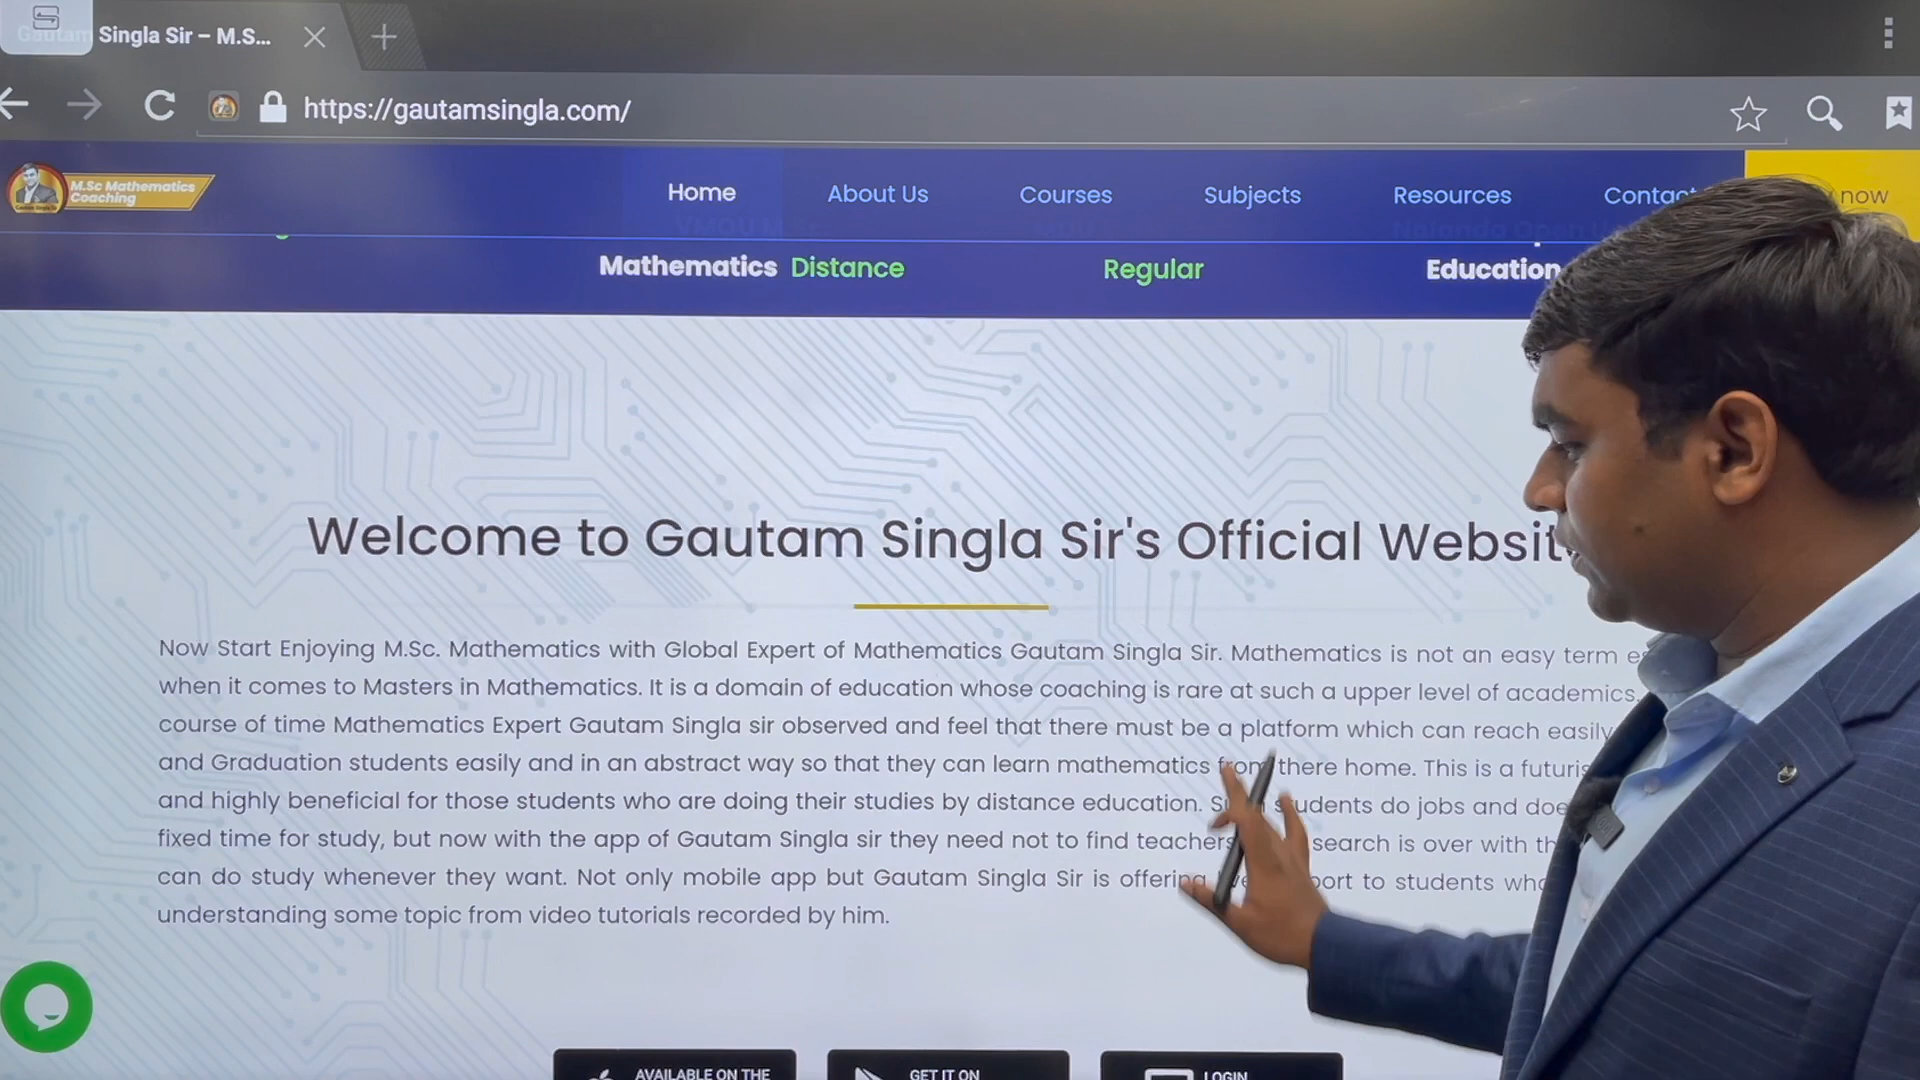 Gautam Singla Sir – M.S...
https://gautamsingla.com/
M.Sc Mathematics
Coaching
Home About Us Courses Subjects Resources Contac now
Mathematics Distance Regular Education
Welcome to Gautam Singla Sir's Official Websit
Now Start Enjoying M.Sc. Mathematics with Global Expert of Mathematics Gautam Singla Sir. Mathematics is not an easy term
when it comes to Masters in Mathematics. It is a domain of education whose coaching is rare at such a upper level of academics.
course of time Mathematics Expert Gautam Singla sir observed and feel that there must be a platform which can reach easily
and Graduation students easily and in an abstract way so that they can learn mathematics from there home. This is a futuris
and highly beneficial for those students who are doing their studies by distance education. students do jobs and doe
fixed time for study, but now with the app of Gautam Singla sir they need not to find teachers search is over with th
can do study whenever they want. Not only mobile app but Gautam Singla Sir is offering port to students who
understanding some topic from video tutorials recorded by him.
AVAILABLE ON THE GET IT ON LOGIN